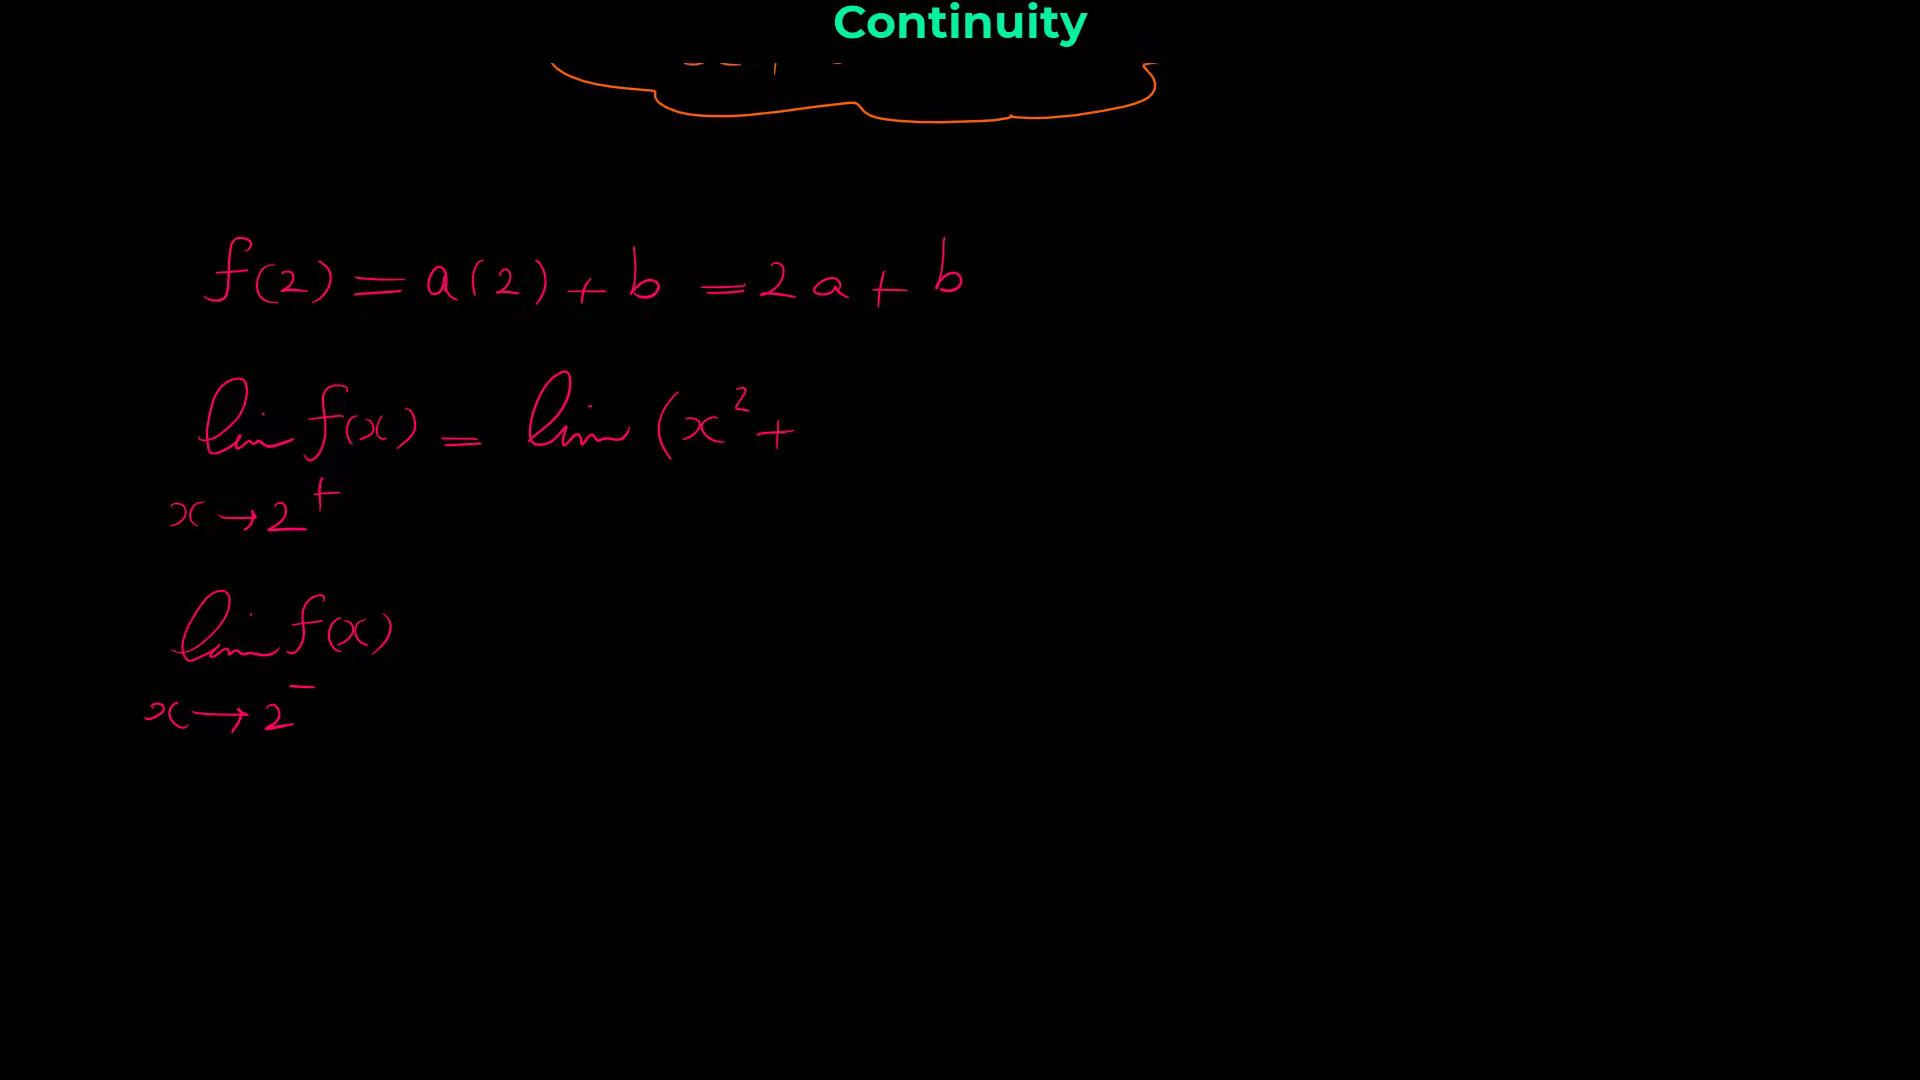 Continuity
f(2) = a(2) + b = 2a + b
lim f(x) = lim (x² +
x → 2⁺
lim f(x)
x → 2⁻